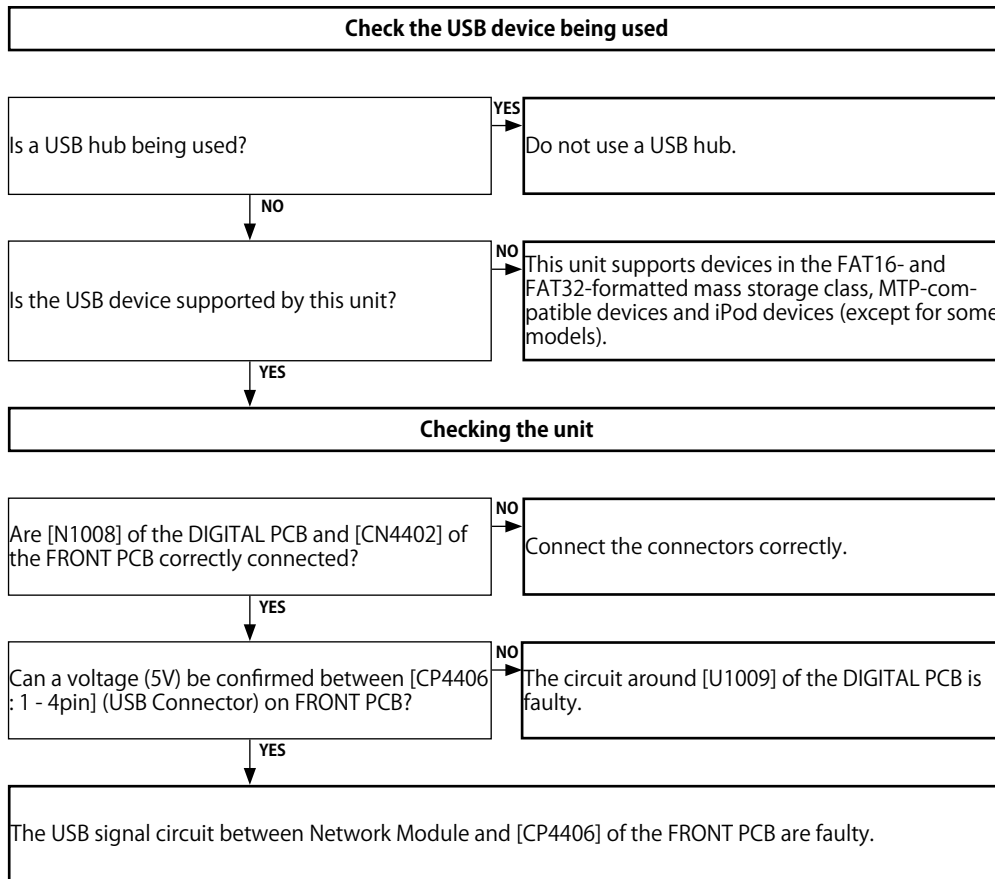 Check the USB device being used
Is a USB hub being used?
YES
Do not use a USB hub.
NO
Is the USB device supported by this unit?
NO
This unit supports devices in the FAT16- and
FAT32-formatted mass storage class, MTP-com-
patible devices and iPod devices (except for some
models).
YES
Checking the unit
Are [N1008] of the DIGITAL PCB and [CN4402] of
the FRONT PCB correctly connected?
NO
Connect the connectors correctly.
YES
Can a voltage (5V) be confirmed between [CP4406
: 1 - 4pin] (USB Connector) on FRONT PCB?
NO
The circuit around [U1009] of the DIGITAL PCB is
faulty.
YES
The USB signal circuit between Network Module and [CP4406] of the FRONT PCB are faulty.